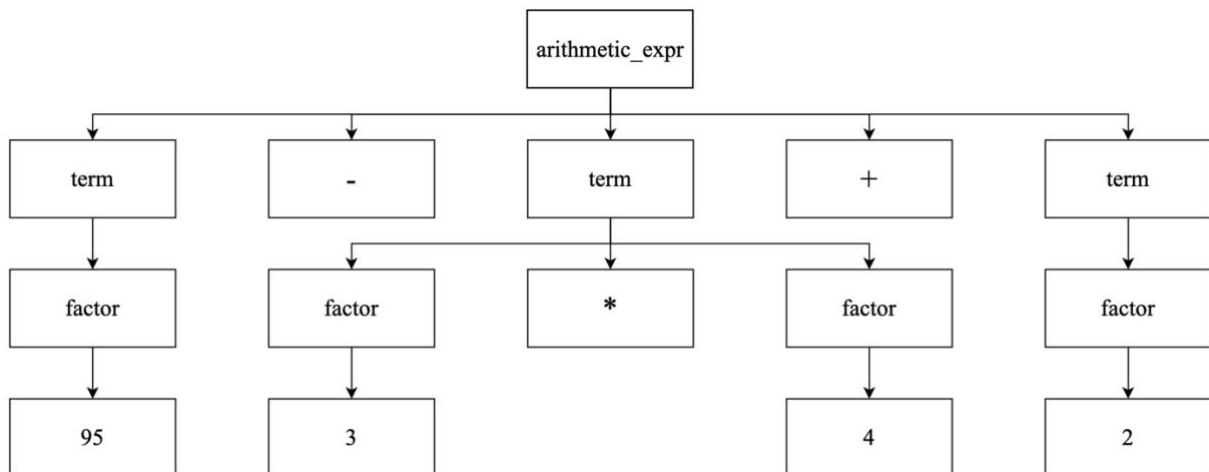 arithmetic_expr
term - term + term
factor factor * factor factor
95 3 4 2